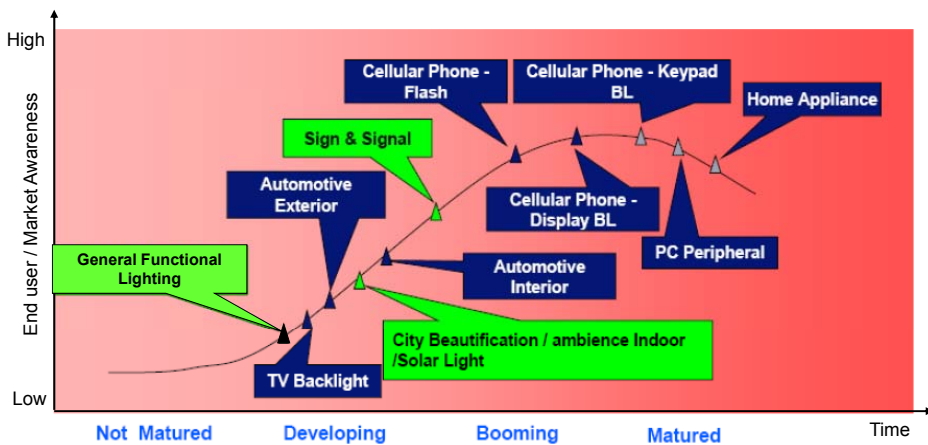 High
Cellular Phone -
Flash
Cellular Phone - Keypad
BL
Home Appliance
Sign & Signal
Automotive
Exterior
Cellular Phone -
Display BL
End user / Market Awareness
General Functional
Lighting
PC Peripheral
Automotive
Interior
City Beautification / ambience Indoor
/Solar Light
TV Backlight
Low
Not Matured
Developing
Booming
Matured
Time